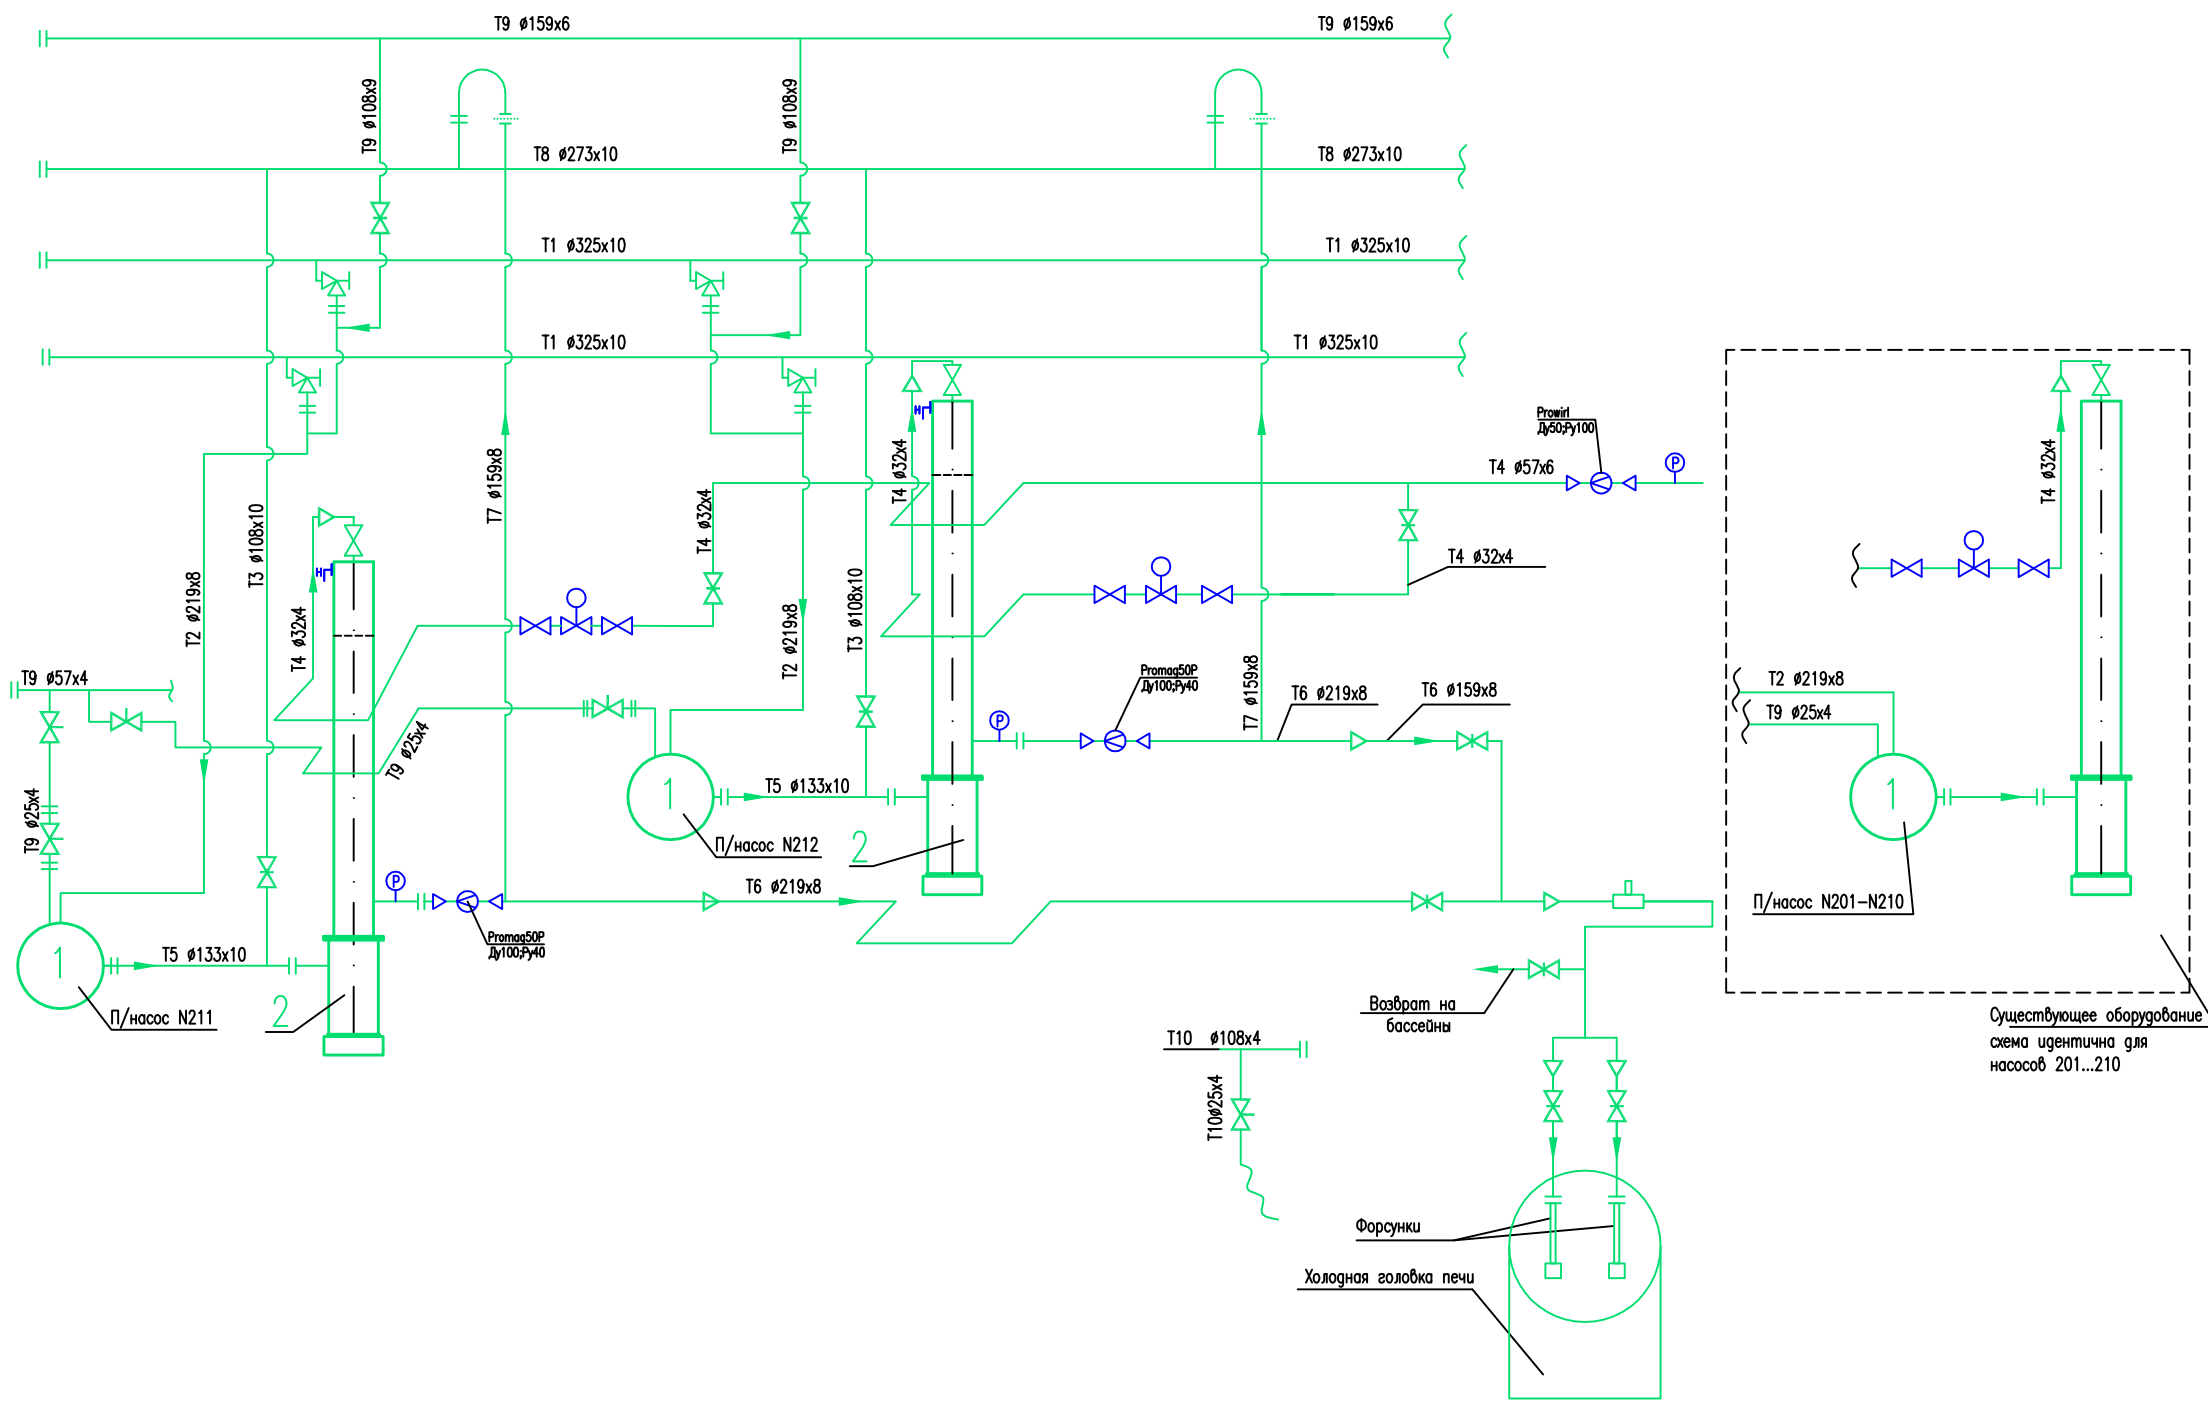 Т9 ø159х6
Т9 ø159х6
Т9 ø108х9
Т9 ø108х9
Т8 ø273х10
Т8 ø273х10
Т1 ø325х10
Т1 ø325х10
Т1 ø325х10
Т1 ø325х10
Prowirl
Ду50;Ру100
Т4 ø57х6
P
Т4 ø32х4
Т4 ø32х4
Т7 ø159х8
Т4 ø32х4
Т3 ø108х10
Т4 ø32х4
Т2 ø219х8
Т4 ø32х4
Т2 ø219х8
Т3 ø108х10
Т9 ø57х4
Promag50P
Ду100;Ру40
Т7 ø159х8
Т6 ø219х8
Т6 ø159х8
Т2 ø219х8
Т9 ø25х4
P
Т9 ø25х4
Т9 ø25х4
1
Т5 ø133х10
1
П/насос N212
2
P
Т6 ø219х8
П/насос N201–N210
Promag50P
Ду100;Ру40
1
Т5 ø133х10
П/насос N211
2
Возврат на
бассейны
Существующее оборудование
схема идентична для
насосов 201...210
Т10 ø108х4
Т10ø25х4
Форсунки
Холодная головка печи